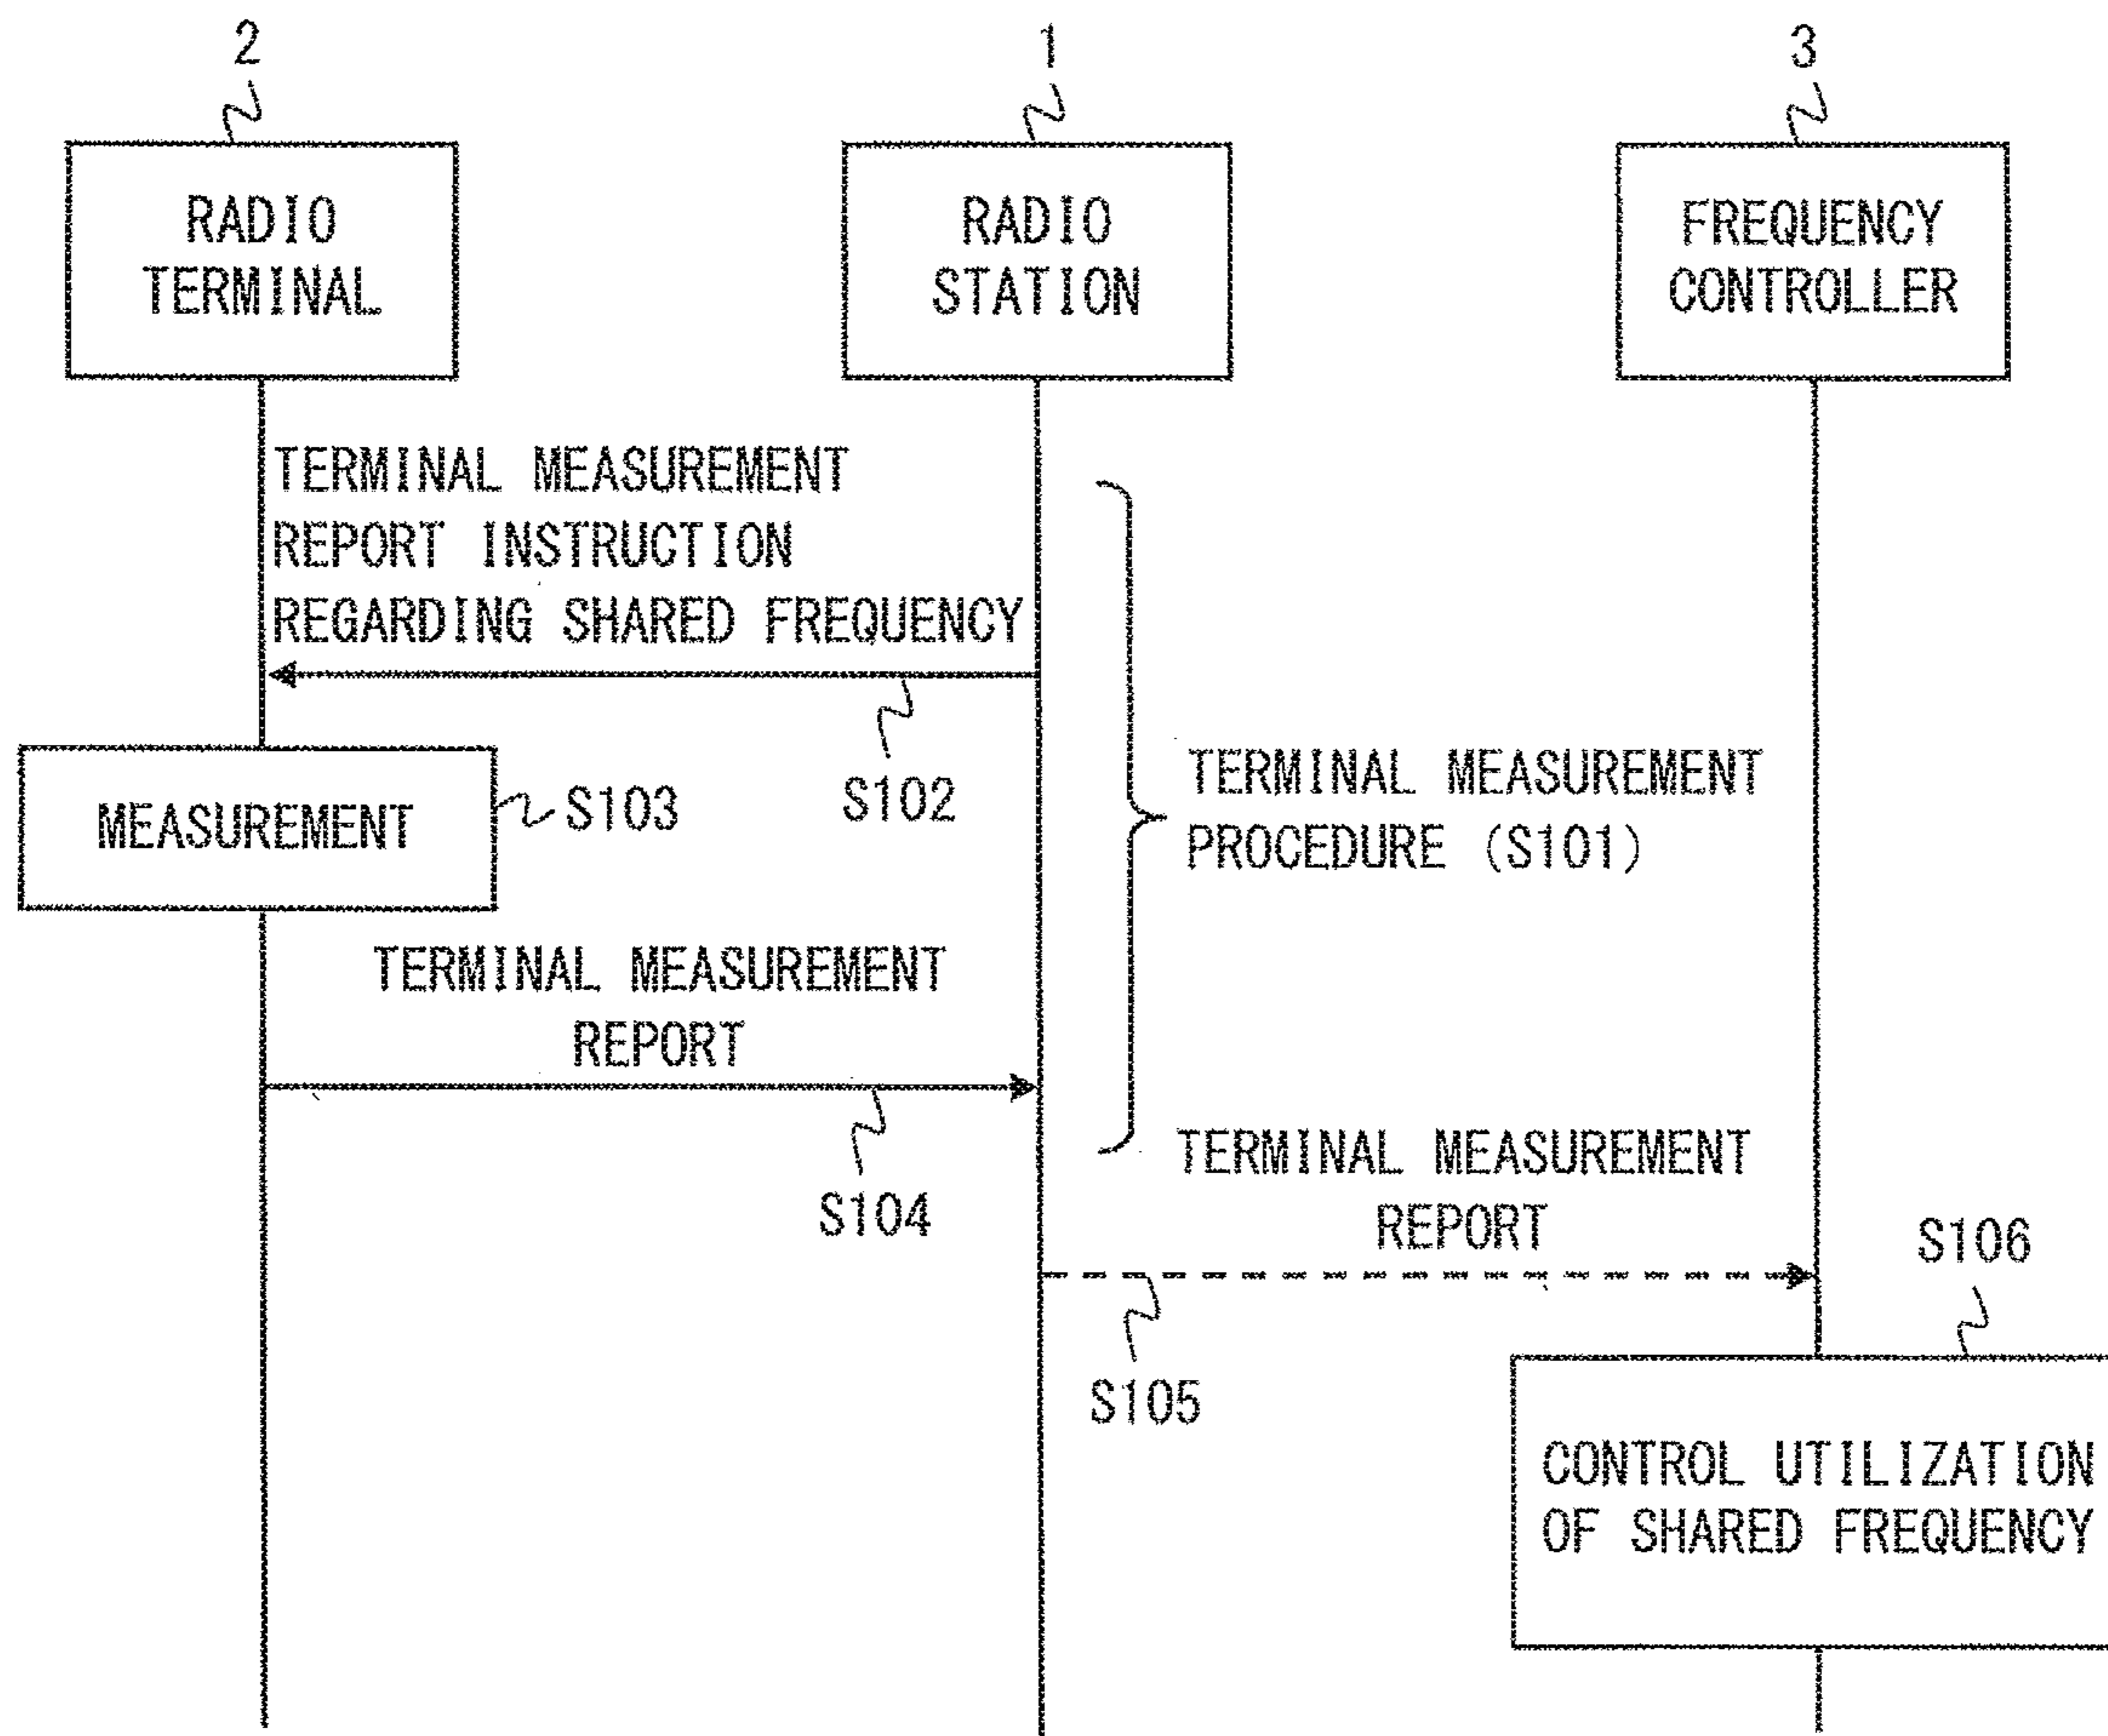 2
1
3
RADIO
TERMINAL
RADIO
STATION
FREQUENCY
CONTROLLER
TERMINAL MEASUREMENT
REPORT INSTRUCTION
REGARDING SHARED FREQUENCY
S102
MEASUREMENT
S103
TERMINAL MEASUREMENT
PROCEDURE (S101)
TERMINAL MEASUREMENT
REPORT
S104
TERMINAL MEASUREMENT
REPORT
S105
S106
CONTROL UTILIZATION
OF SHARED FREQUENCY